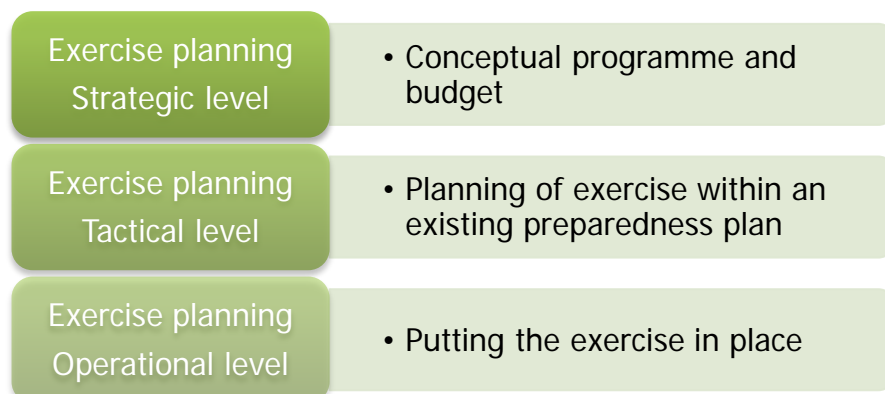 Exercise planning
Strategic level
• Conceptual programme and
budget
Exercise planning
Tactical level
• Planning of exercise within an
existing preparedness plan
Exercise planning
Operational level
• Putting the exercise in place